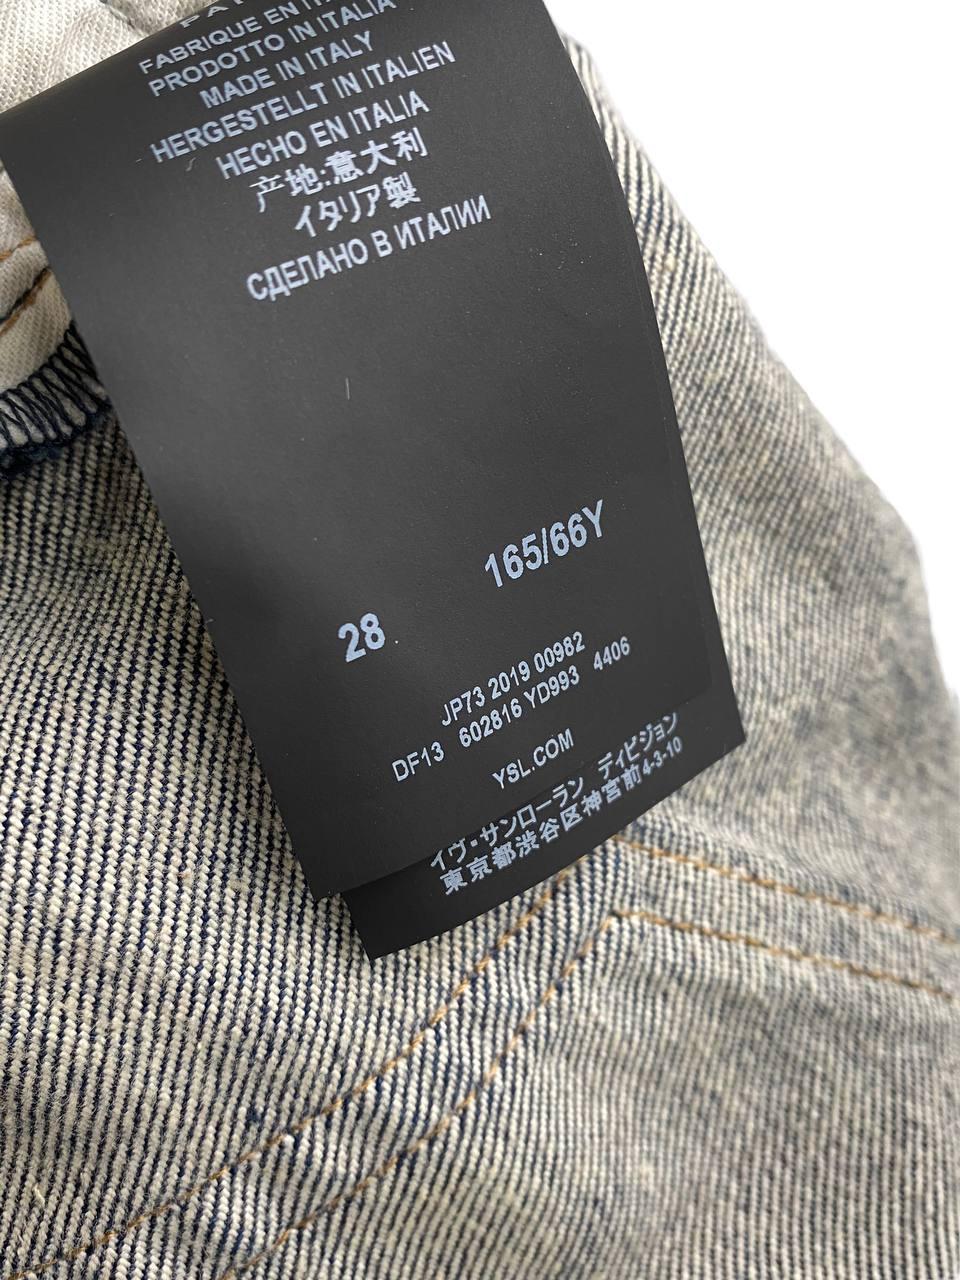 FABRIQUE EN
PRODOTTO IN ITALIA
MADE IN ITALY
HERGESTELLT IN ITALIEN
HECHO EN ITALIA
产地:意大利
イタリア製
СДЕЛАНО В ИТАЛИИ
165/66Y
28
JP73 2019 00982
DF13 602816 YD993 4406
YSL.COM
イヴ・サンローラン ディビジョン
東京都渋谷区神宮前4-3-10